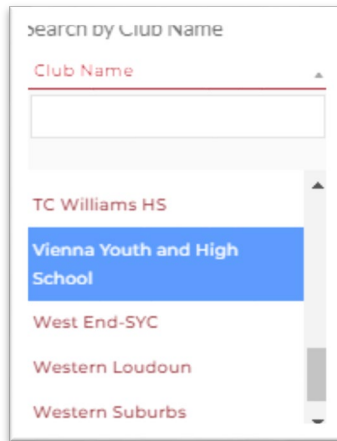 Search by Club Name
Club Name
TC Williams HS
Vienna Youth and High
School
West End-SYC
Western Loudoun
Western Suburbs